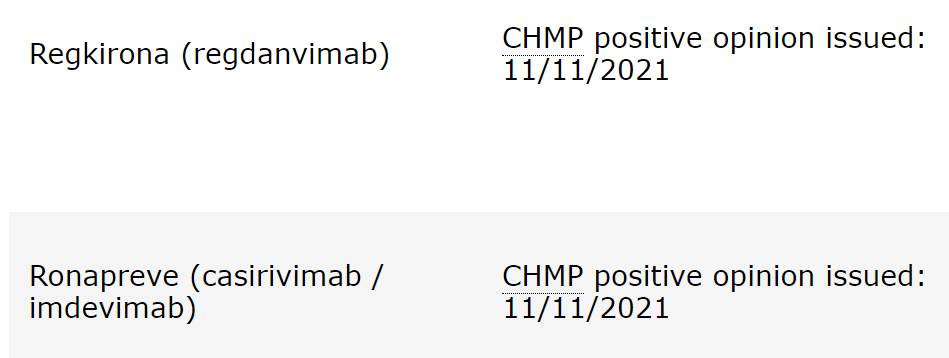 Regkirona (regdanvimab)
CHMP positive opinion issued:
11/11/2021
Ronapreve (casirivimab /
imdevimab)
CHMP positive opinion issued:
11/11/2021